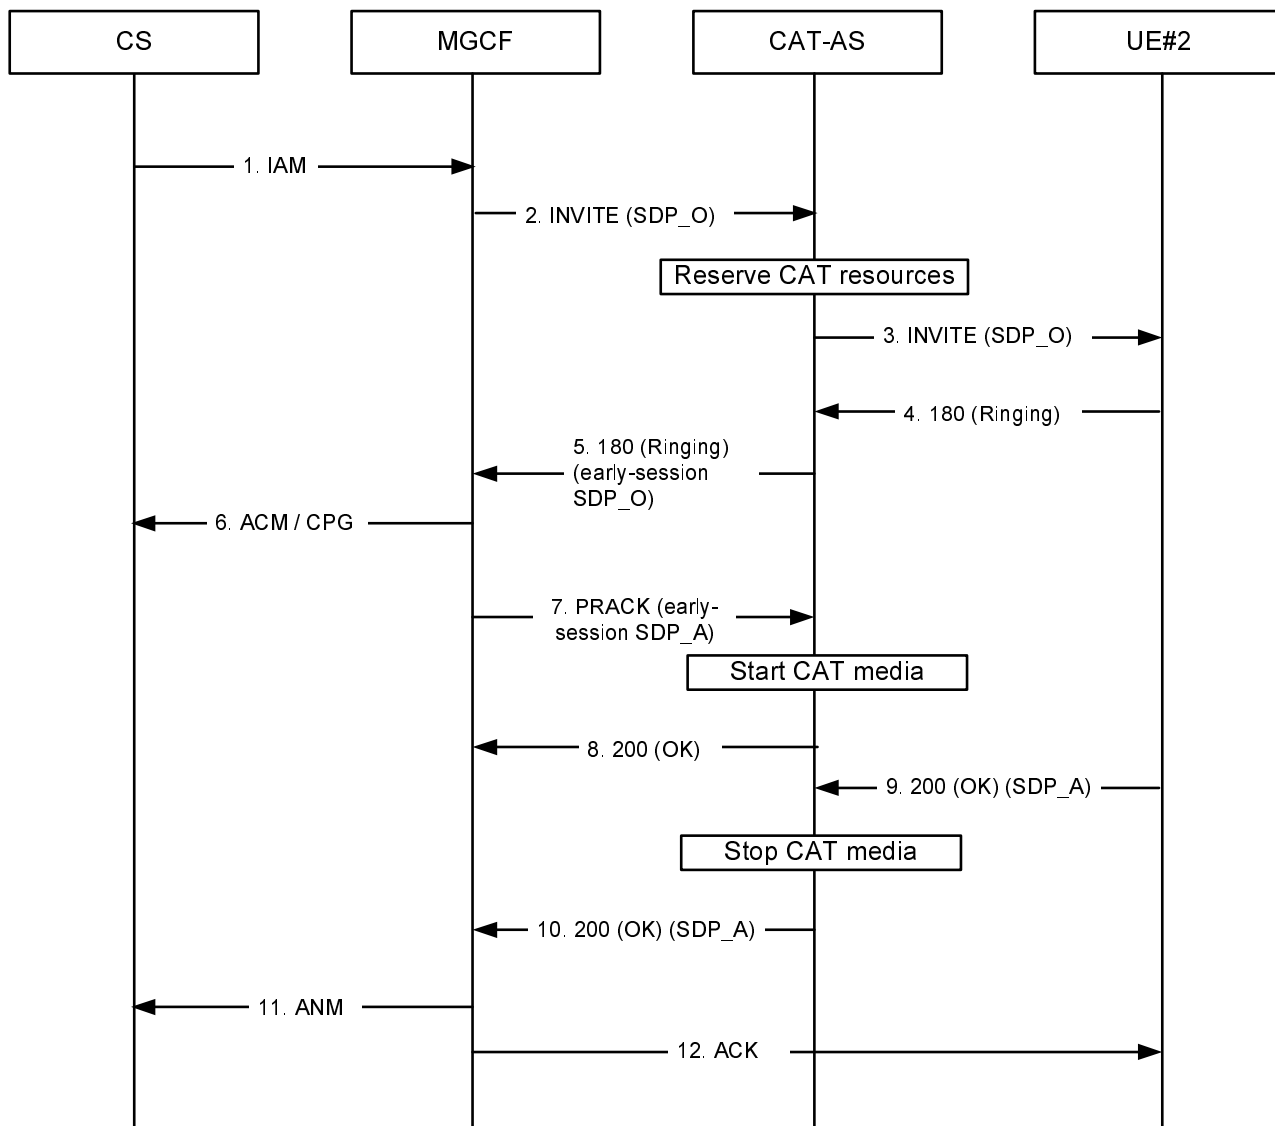 CS
MGCF
CAT-AS
UE#2
1. IAM
2. INVITE (SDP_O)
Reserve CAT resources
3. INVITE (SDP_O)
4. 180 (Ringing)
5. 180 (Ringing)
(early-session
SDP_O)
6. ACM / CPG
7. PRACK (early-
session SDP_A)
Start CAT media
8. 200 (OK)
9. 200 (OK) (SDP_A)
Stop CAT media
10. 200 (OK) (SDP_A)
11. ANM
12. ACK